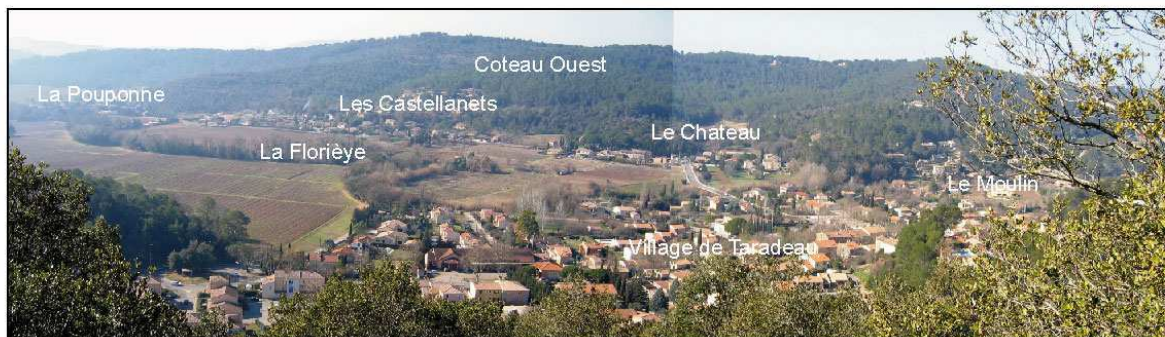 Coteau Ouest
La Pouponne
Les Castellanets
Le Chateau
La Florièye
Le Moulin
Village de Taradeau